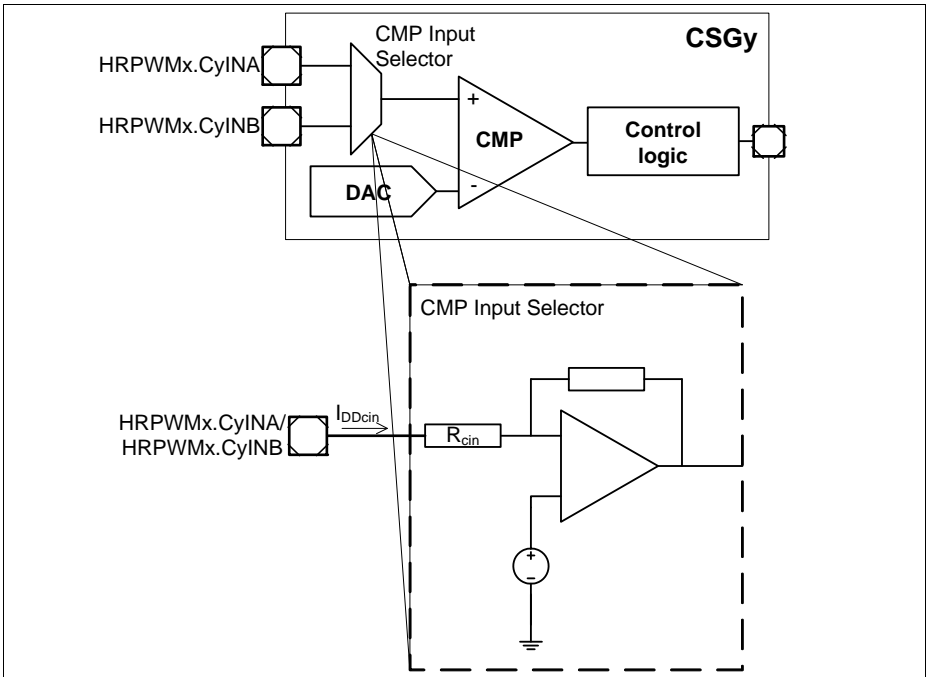 CMP Input
Selector
CSGy
HRPWMx.CyINA
HRPWMx.CyINB
+
CMP
-
Control
logic
DAC
CMP Input Selector
HRPWMx.CyINA/
HRPWMx.CyINB
IDDcin
Rcin
+
−